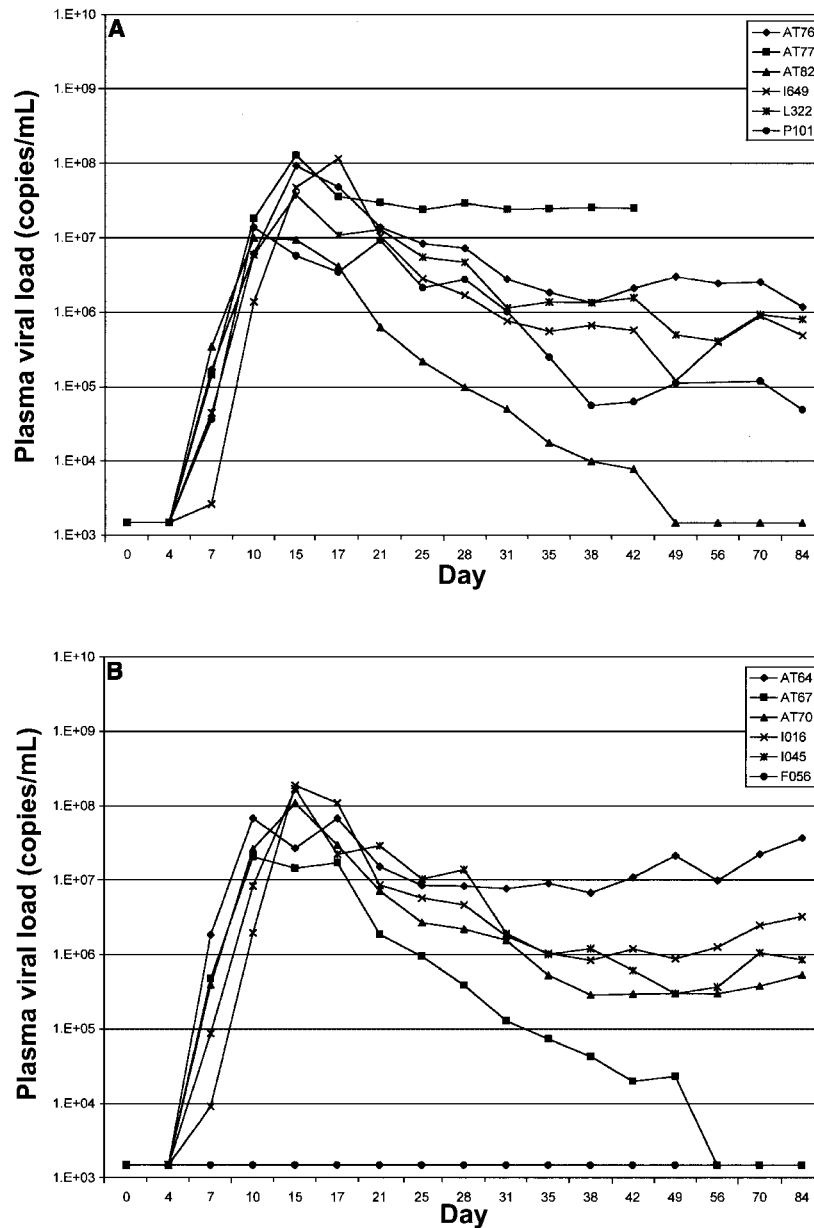 A
AT76
AT77
AT82
I649
L322
P101
1.E+10
1.E+09
1.E+08
1.E+07
1.E+06
1.E+05
1.E+04
1.E+03
Plasma viral load (copies/mL)
0 4 7 10 15 17 21 25 28 31 35 38 42 49 56 70 84
Day
B
AT64
AT67
AT70
I016
I045
F056
1.E+10
1.E+09
1.E+08
1.E+07
1.E+06
1.E+05
1.E+04
1.E+03
Plasma viral load (copies/mL)
0 4 7 10 15 17 21 25 28 31 35 38 42 49 56 70 84
Day